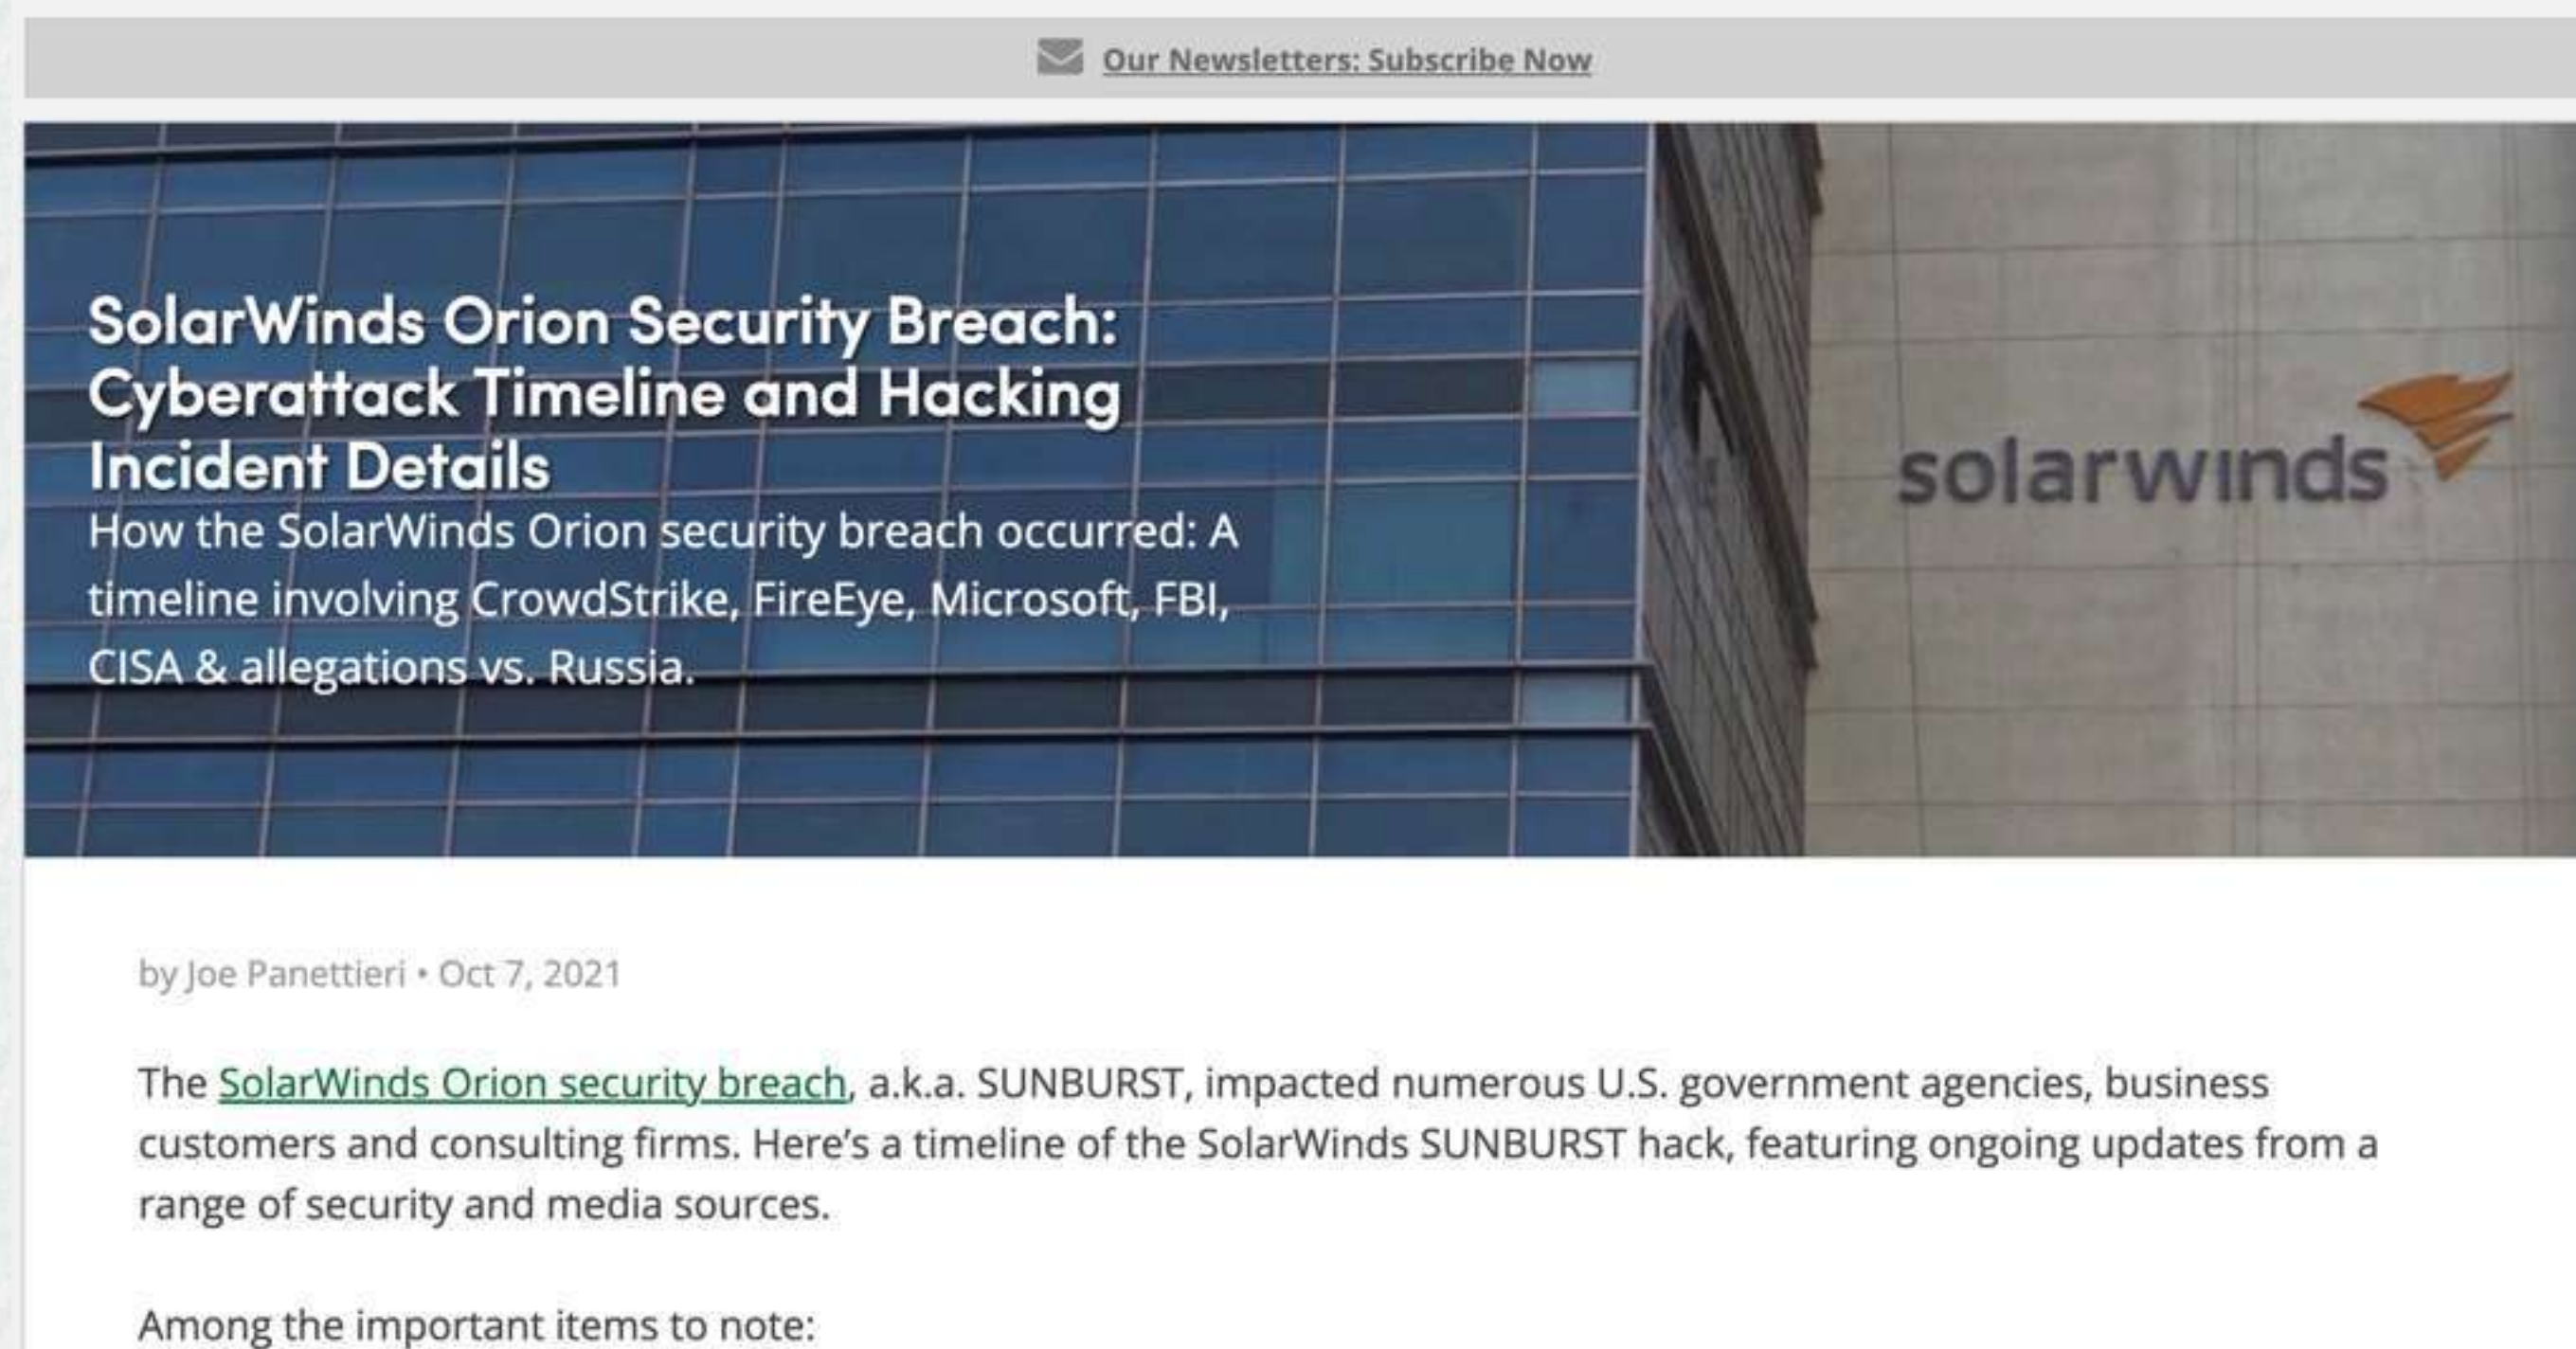 Our Newsletters: Subscribe Now
SolarWinds Orion Security Breach:
Cyberattack Timeline and Hacking
Incident Details
How the SolarWinds Orion security breach occurred: A
timeline involving CrowdStrike, FireEye, Microsoft, FBI,
CISA & allegations vs. Russia.
solarwinds
by Joe Panettieri • Oct 7, 2021
The SolarWinds Orion security breach, a.k.a. SUNBURST, impacted numerous U.S. government agencies, business
customers and consulting firms. Here’s a timeline of the SolarWinds SUNBURST hack, featuring ongoing updates from a
range of security and media sources.
Among the important items to note: